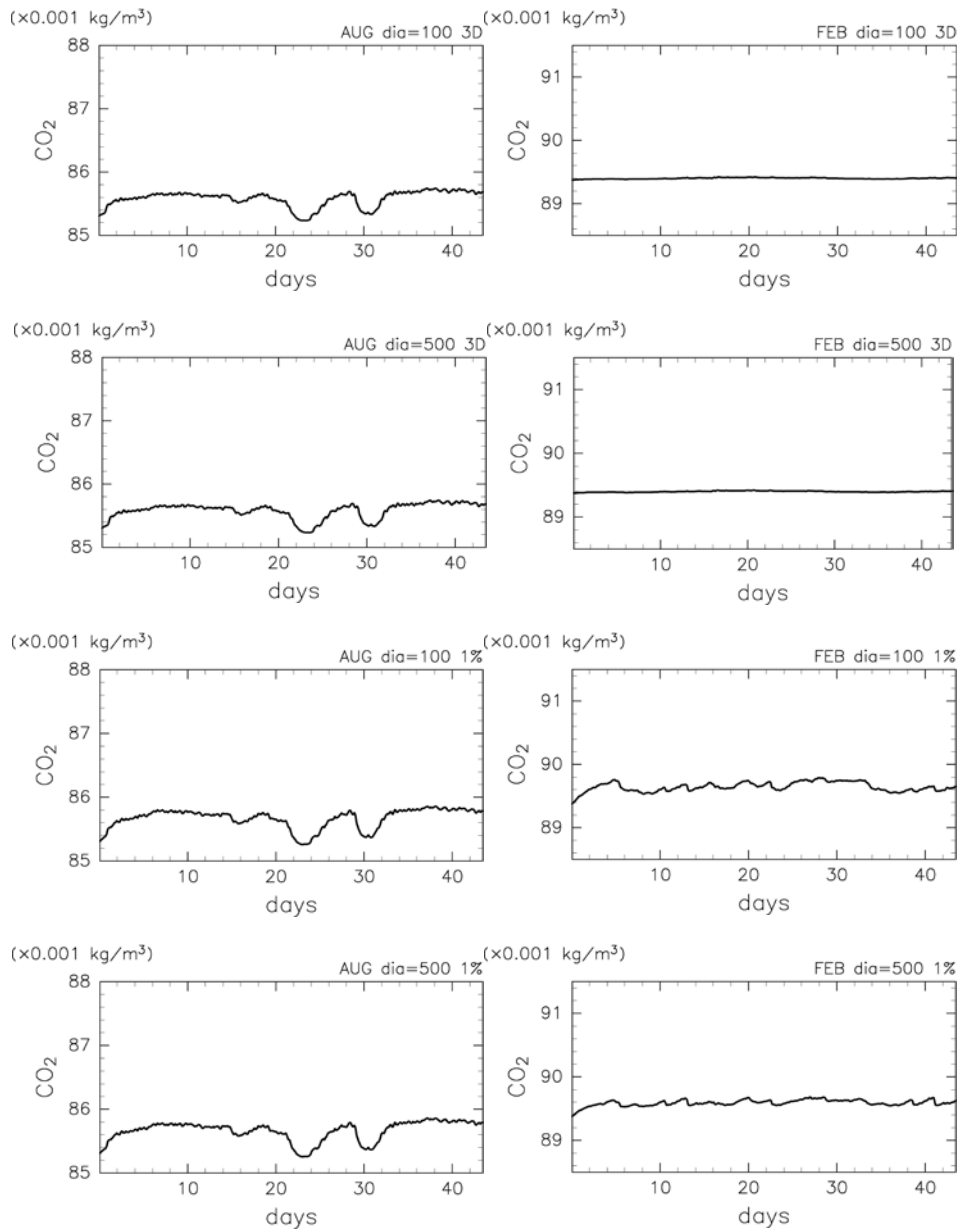 (×0.001 kg/m³)
AUG dia=100 3D
88
87
86
85
CO₂
10 20 30 40
days
(×0.001 kg/m³)
FEB dia=100 3D
91
90
89
CO₂
10 20 30 40
days
(×0.001 kg/m³)
AUG dia=500 3D
88
87
86
85
CO₂
10 20 30 40
days
(×0.001 kg/m³)
FEB dia=500 3D
91
90
89
CO₂
10 20 30 40
days
(×0.001 kg/m³)
AUG dia=100 1%
88
87
86
85
CO₂
10 20 30 40
days
(×0.001 kg/m³)
FEB dia=100 1%
91
90
89
CO₂
10 20 30 40
days
(×0.001 kg/m³)
AUG dia=500 1%
88
87
86
85
CO₂
10 20 30 40
days
(×0.001 kg/m³)
FEB dia=500 1%
91
90
89
CO₂
10 20 30 40
days